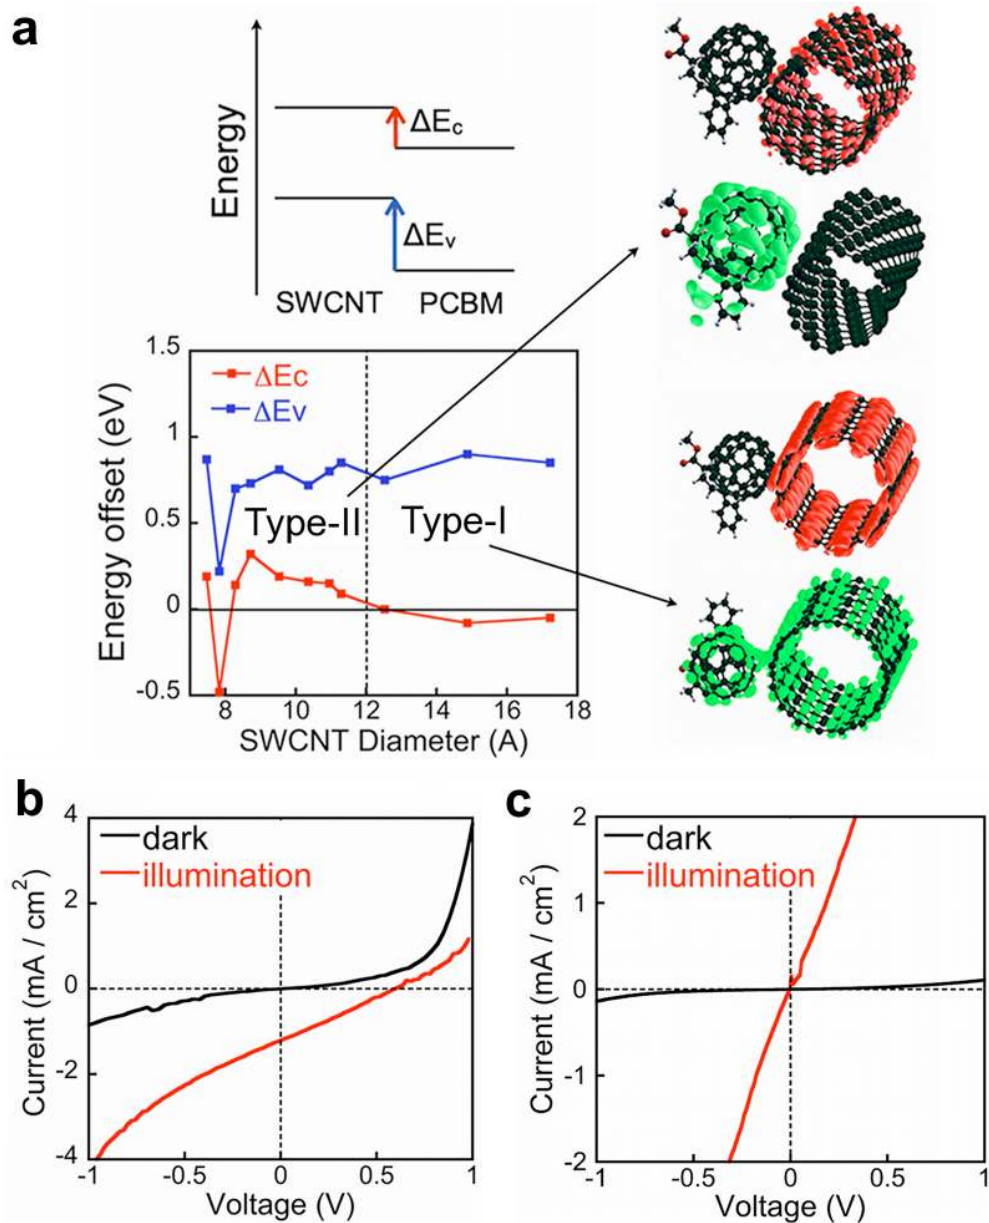 a
Energy
ΔEc
ΔEv
SWCNT PCBM
1.5
1
0.5
0
-0.5
Energy offset (eV)
ΔEc
ΔEv
Type-II Type-I
8 10 12 14 16 18
SWCNT Diameter (A)
b
4
2
0
-2
-4
Current (mA / cm²)
dark
illumination
-1 -0.5 0 0.5 1
Voltage (V)
c
2
1
0
-1
-2
Current (mA / cm²)
dark
illumination
-1 -0.5 0 0.5 1
Voltage (V)